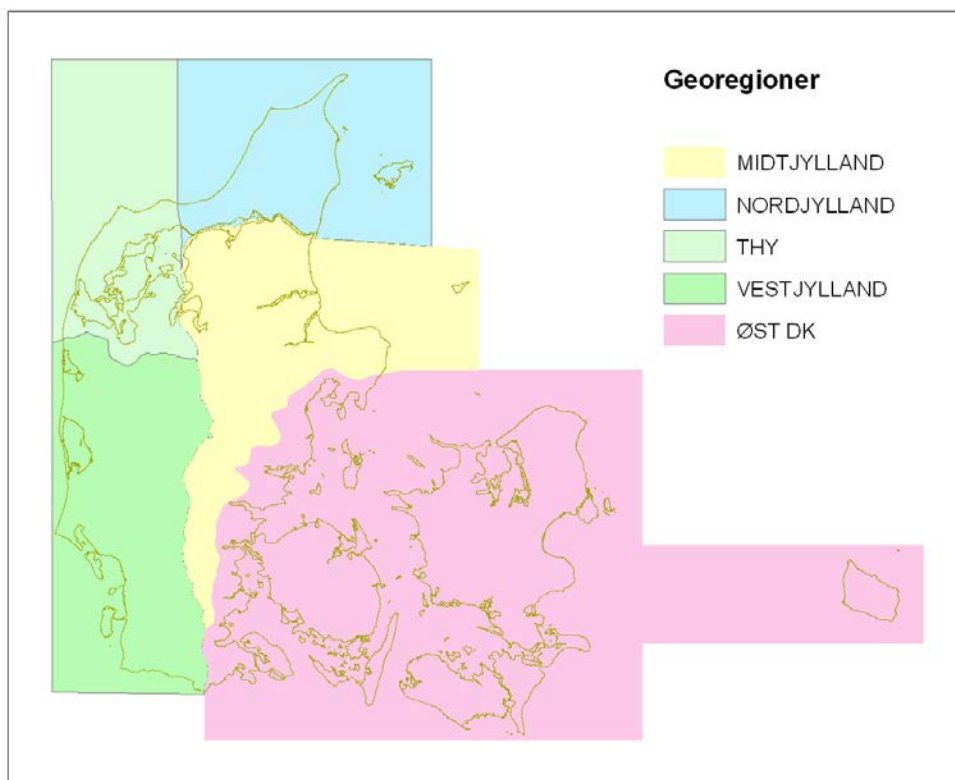 Georegioner
MIDTJYLLAND
NORDJYLLAND
THY
VESTJYLLAND
ØST DK